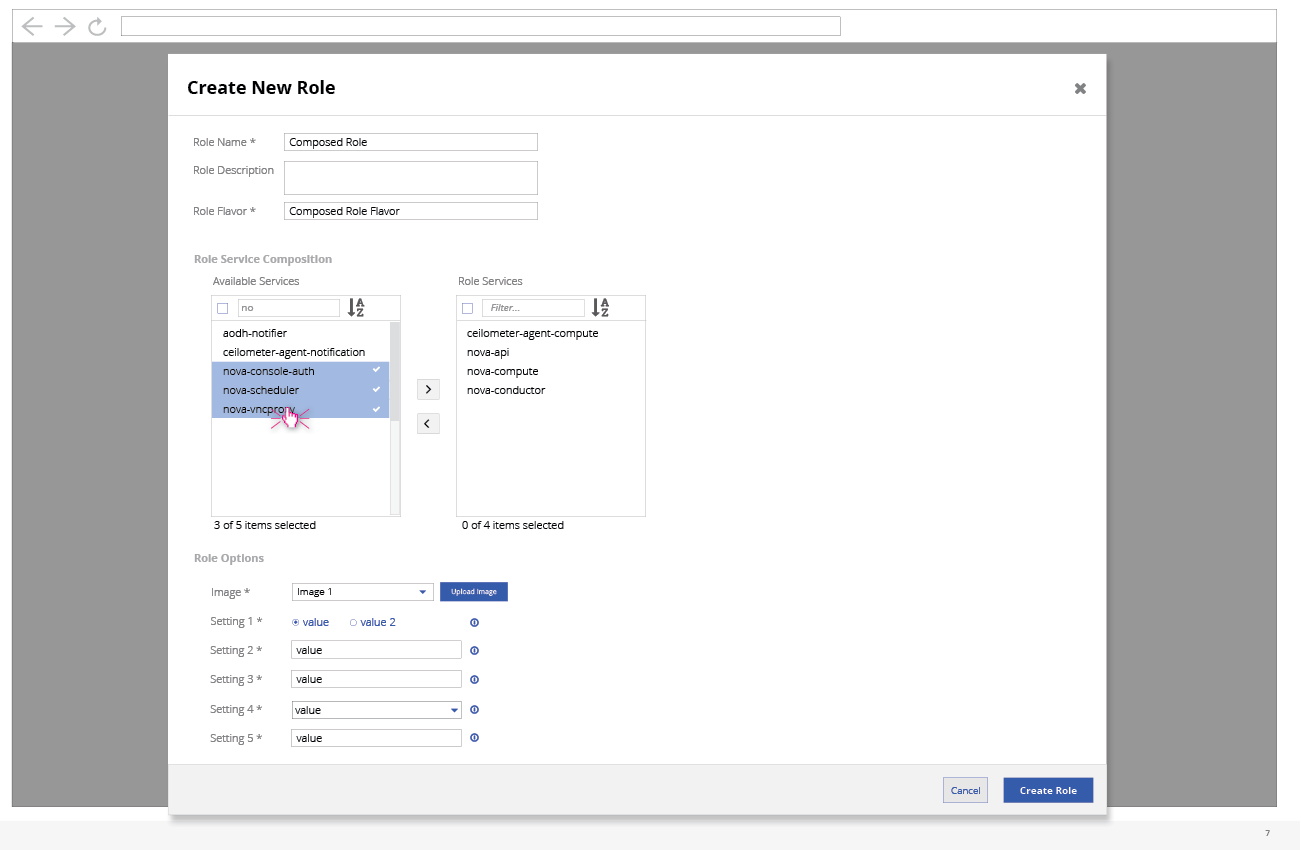 Create New Role
Role Name *
Composed Role
Role Description
Role Flavor *
Composed Role Flavor
Role Service Composition
Available Services
Role Services
no
A
Z
Filter...
A
Z
aodh-notifier
ceilometer-agent-notification
nova-console-auth
nova-scheduler
nova-vncproxy
ceilometer-agent-compute
nova-api
nova-compute
nova-conductor
3 of 5 items selected
0 of 4 items selected
Role Options
Image *
Image 1
Upload Image
Setting 1 *
value
value 2
Setting 2 *
value
Setting 3 *
value
Setting 4 *
value
Setting 5 *
value
Cancel
Create Role
7